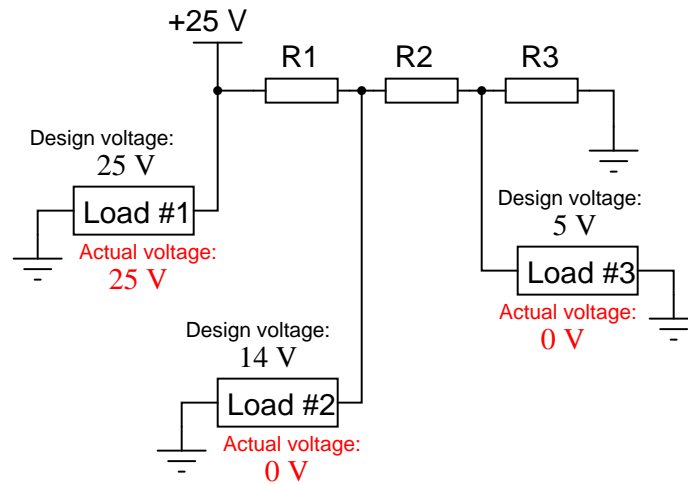 +25 V
R1 R2 R3
Design voltage:
25 V
Load #1
Actual voltage:
25 V
Design voltage:
5 V
Load #3
Actual voltage:
0 V
Design voltage:
14 V
Load #2
Actual voltage:
0 V